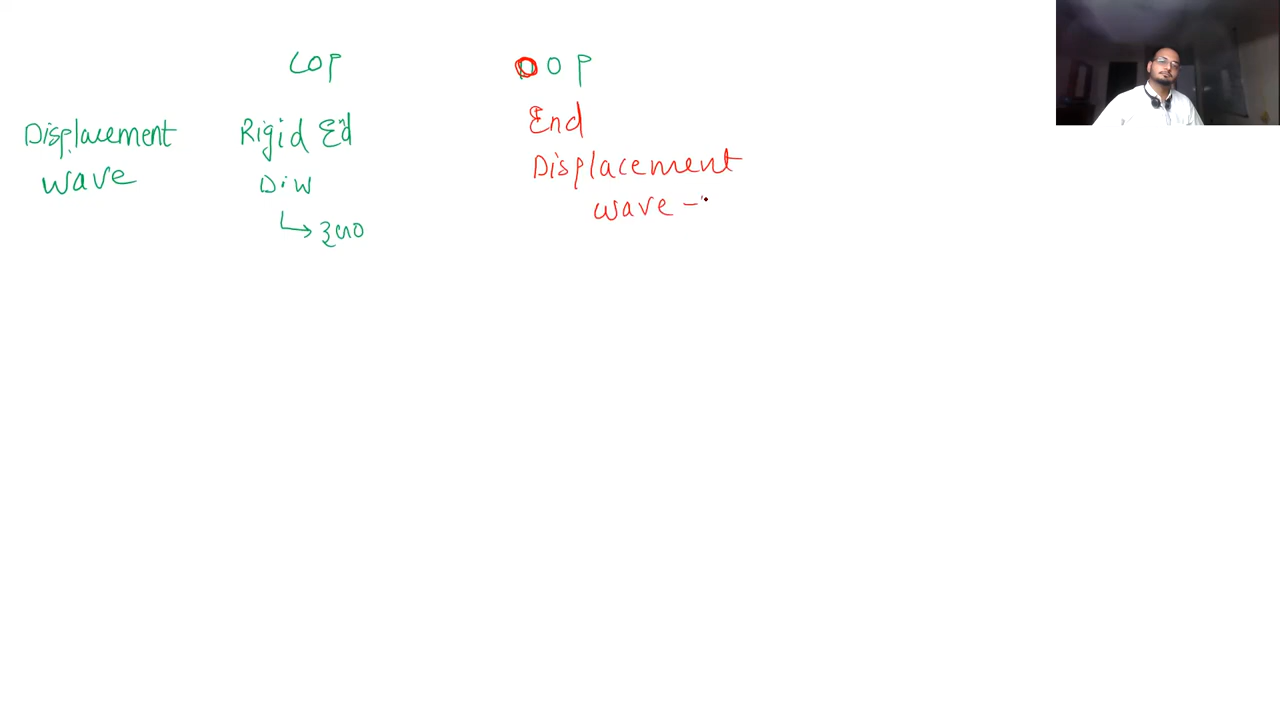 COP
OOP
Displacement
wave
Rigid End
D.W
↳ zero
End
Displacement
wave -